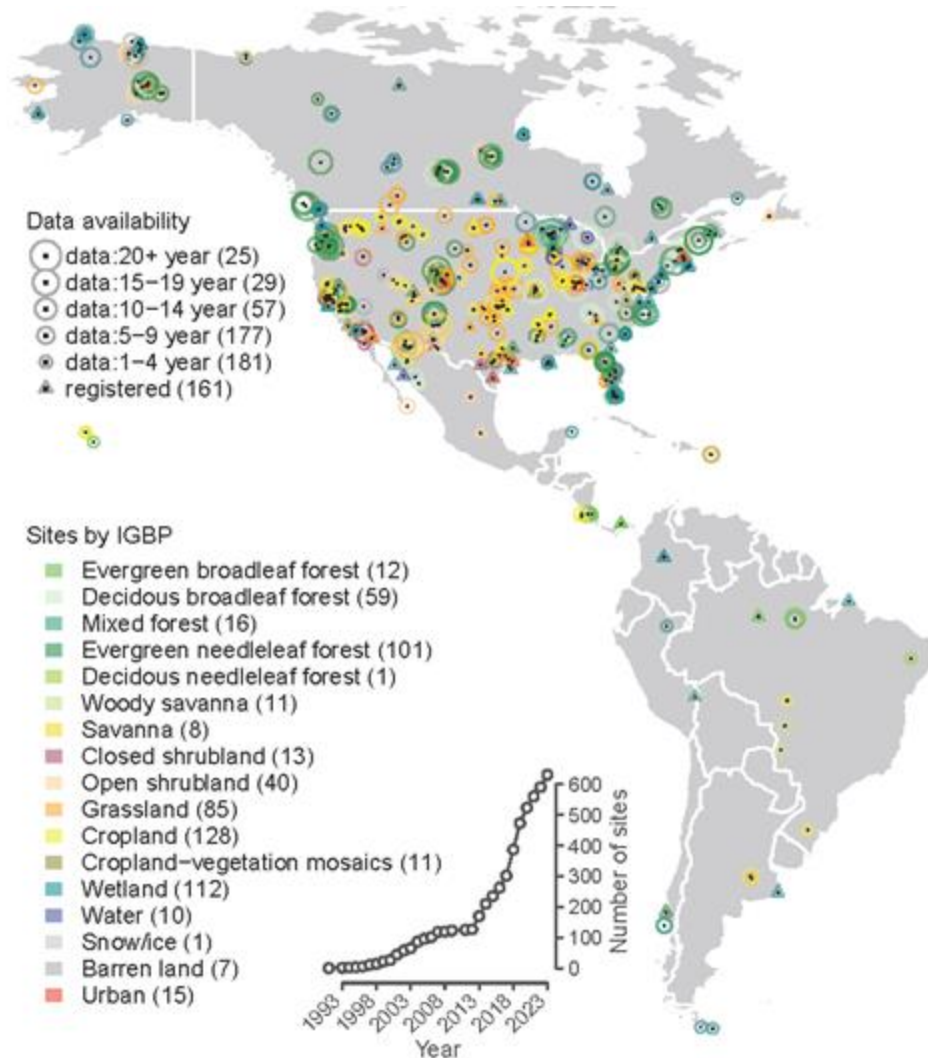 Data availability
data:20+ year (25)
data:15−19 year (29)
data:10−14 year (57)
data:5−9 year (177)
data:1−4 year (181)
registered (161)
Sites by IGBP
Evergreen broadleaf forest (12)
Decidous broadleaf forest (59)
Mixed forest (16)
Evergreen needleleaf forest (101)
Decidous needleleaf forest (1)
Woody savanna (11)
Savanna (8)
Closed shrubland (13)
Open shrubland (40)
Grassland (85)
Cropland (128)
Cropland−vegetation mosaics (11)
Wetland (112)
Water (10)
Snow/ice (1)
Barren land (7)
Urban (15)
600
500
400
300
200
100
0
Number of sites
1993
1998
2003
2008
2013
2018
2023
Year